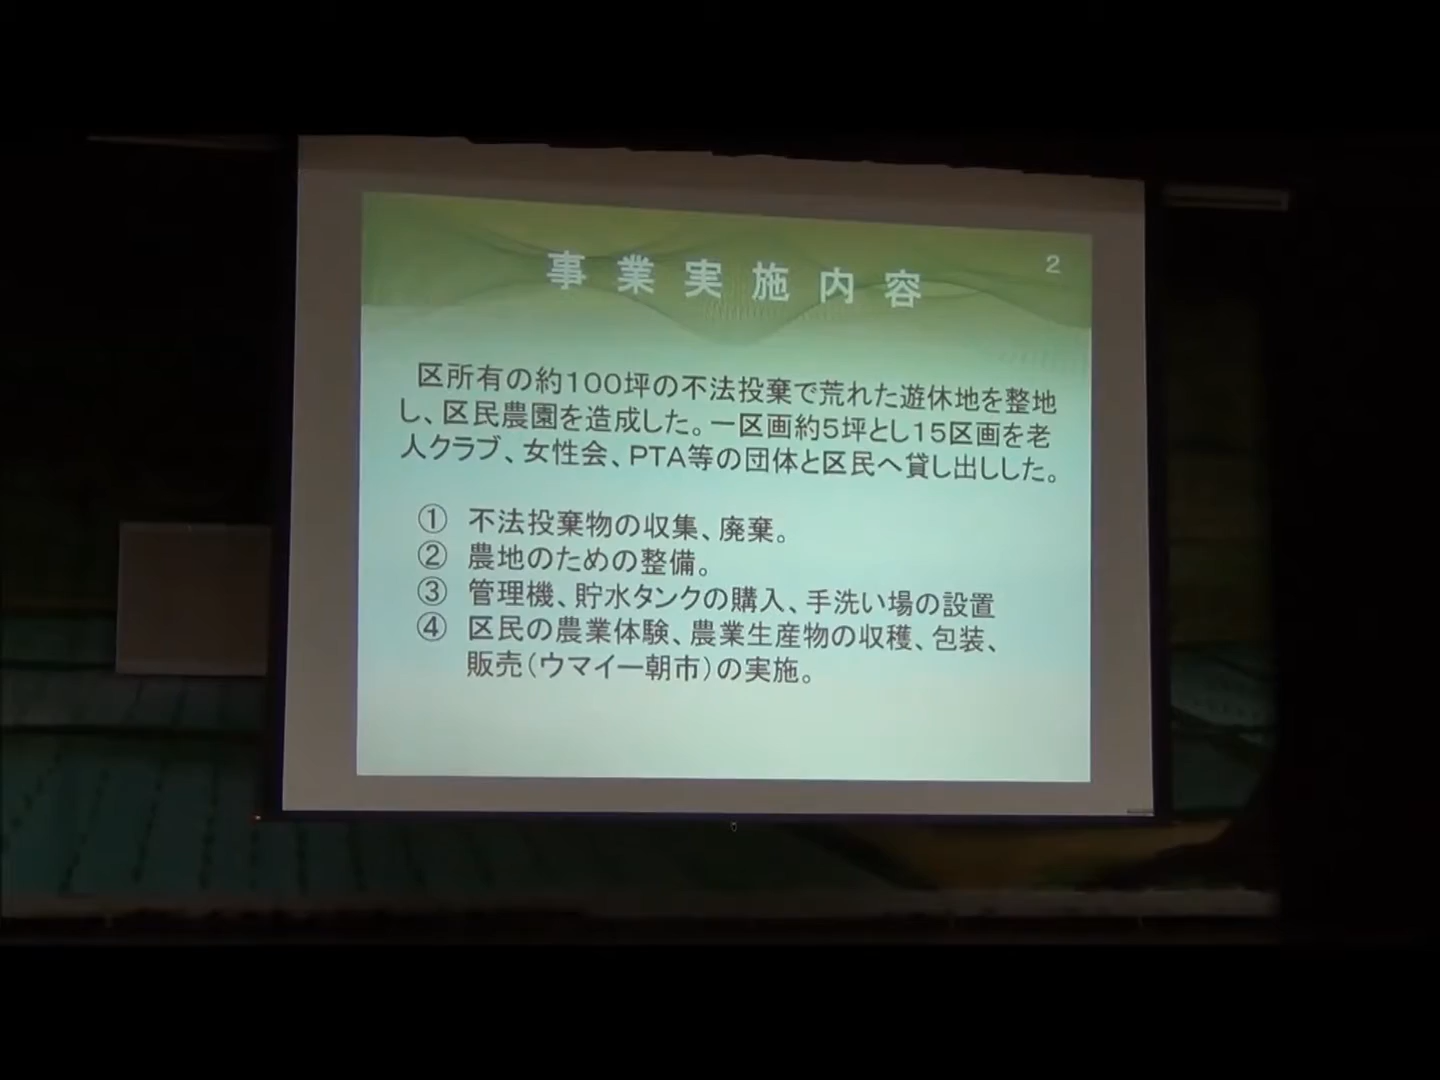 事業実施内容
2
区所有の約100坪の不法投棄で荒れた遊休地を整地
し、区民農園を造成した。一区画約5坪とし15区画を老
人クラブ、女性会、PTA等の団体と区民へ貸し出しした。
① 不法投棄物の収集、廃棄。
② 農地のための整備。
③ 管理機、貯水タンクの購入、手洗い場の設置
④ 区民の農業体験、農業生産物の収穫、包装、
販売(ウマイー朝市)の実施。